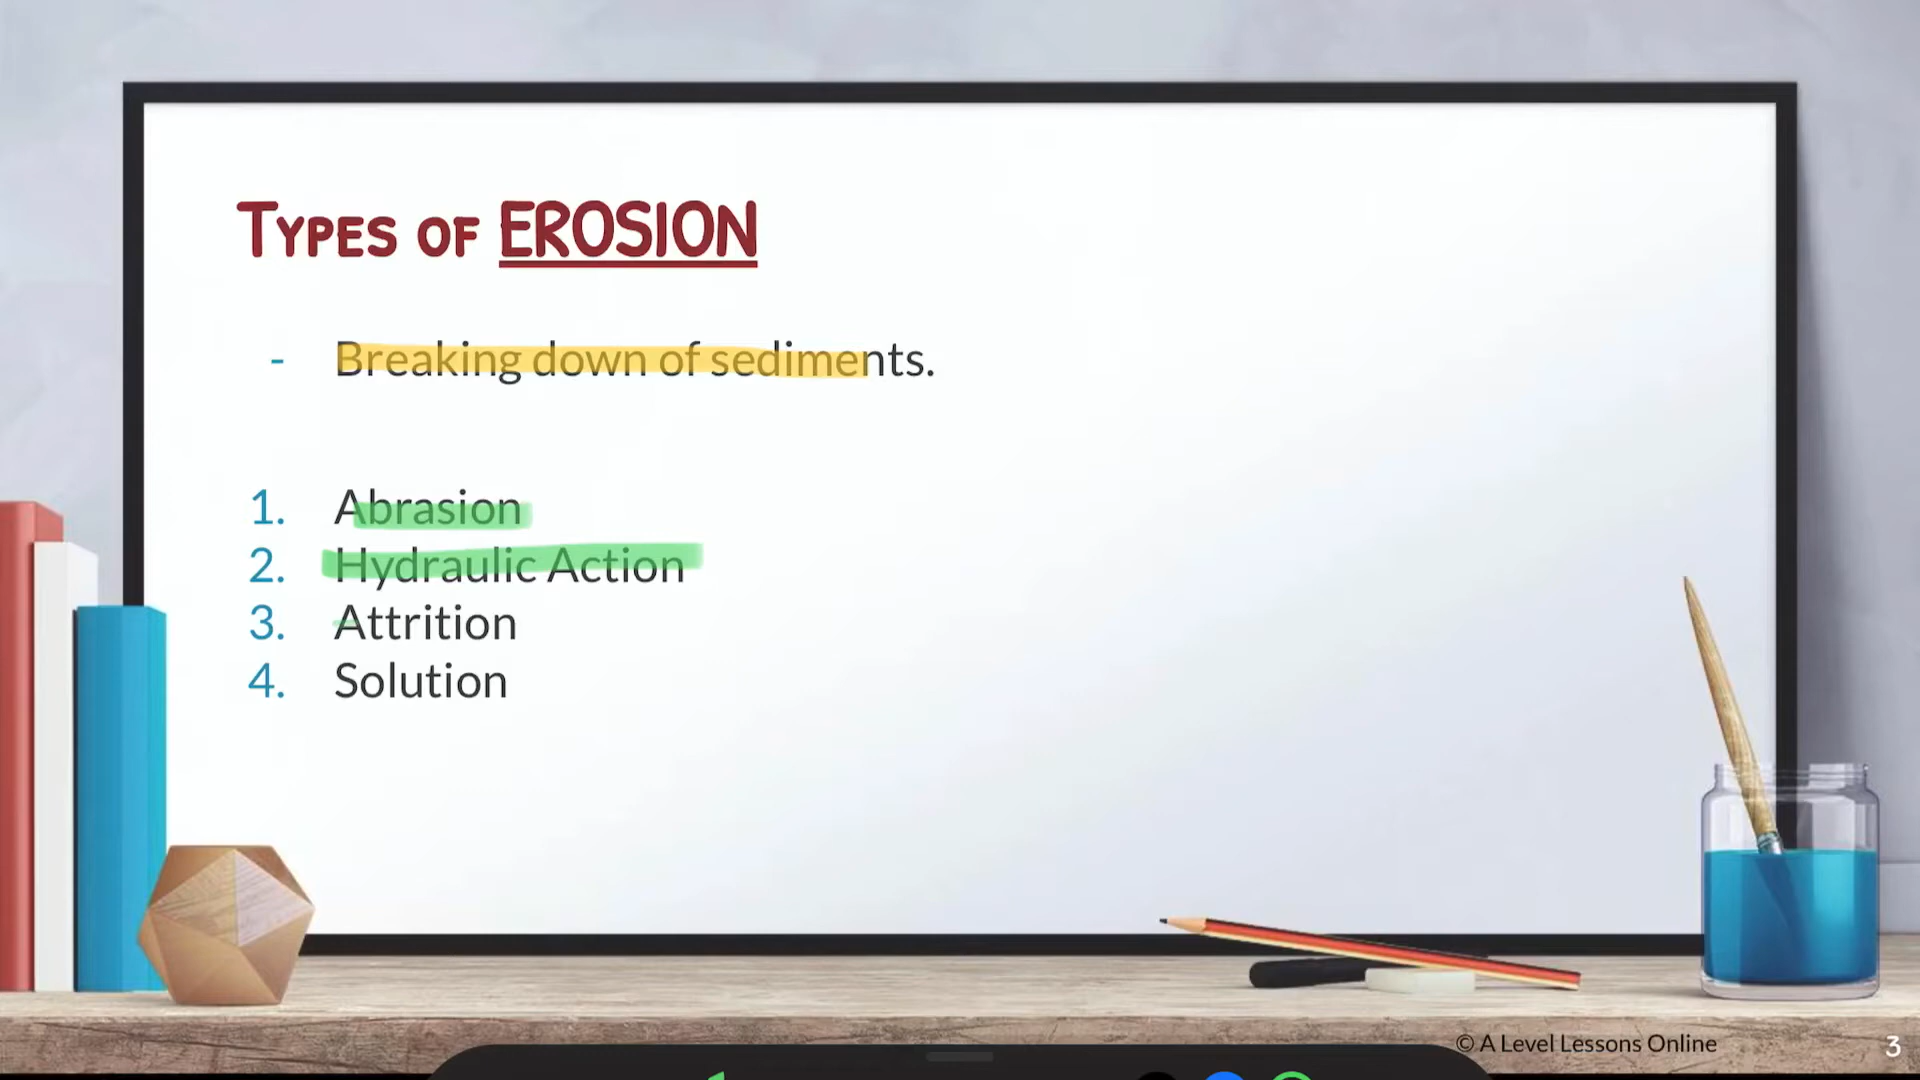 Types of EROSION
- Breaking down of sediments.
1. Abrasion
2. Hydraulic Action
3. Attrition
4. Solution
© A Level Lessons Online
3